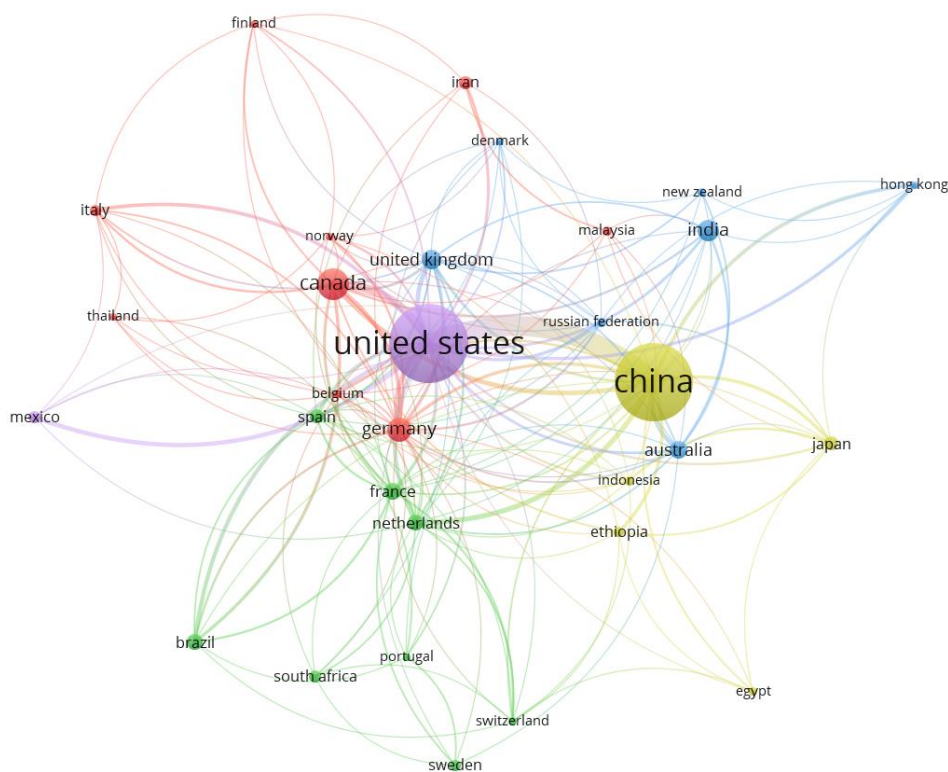 finland
iran
denmark
hong kong
new zealand
italy
india
malaysia
norway
united kingdom
canada
thailand
russian federation
united states
china
belgium
mexico
spain
germany
japan
australia
indonesia
france
netherlands
ethiopia
brazil
portugal
south africa
egypt
switzerland
sweden